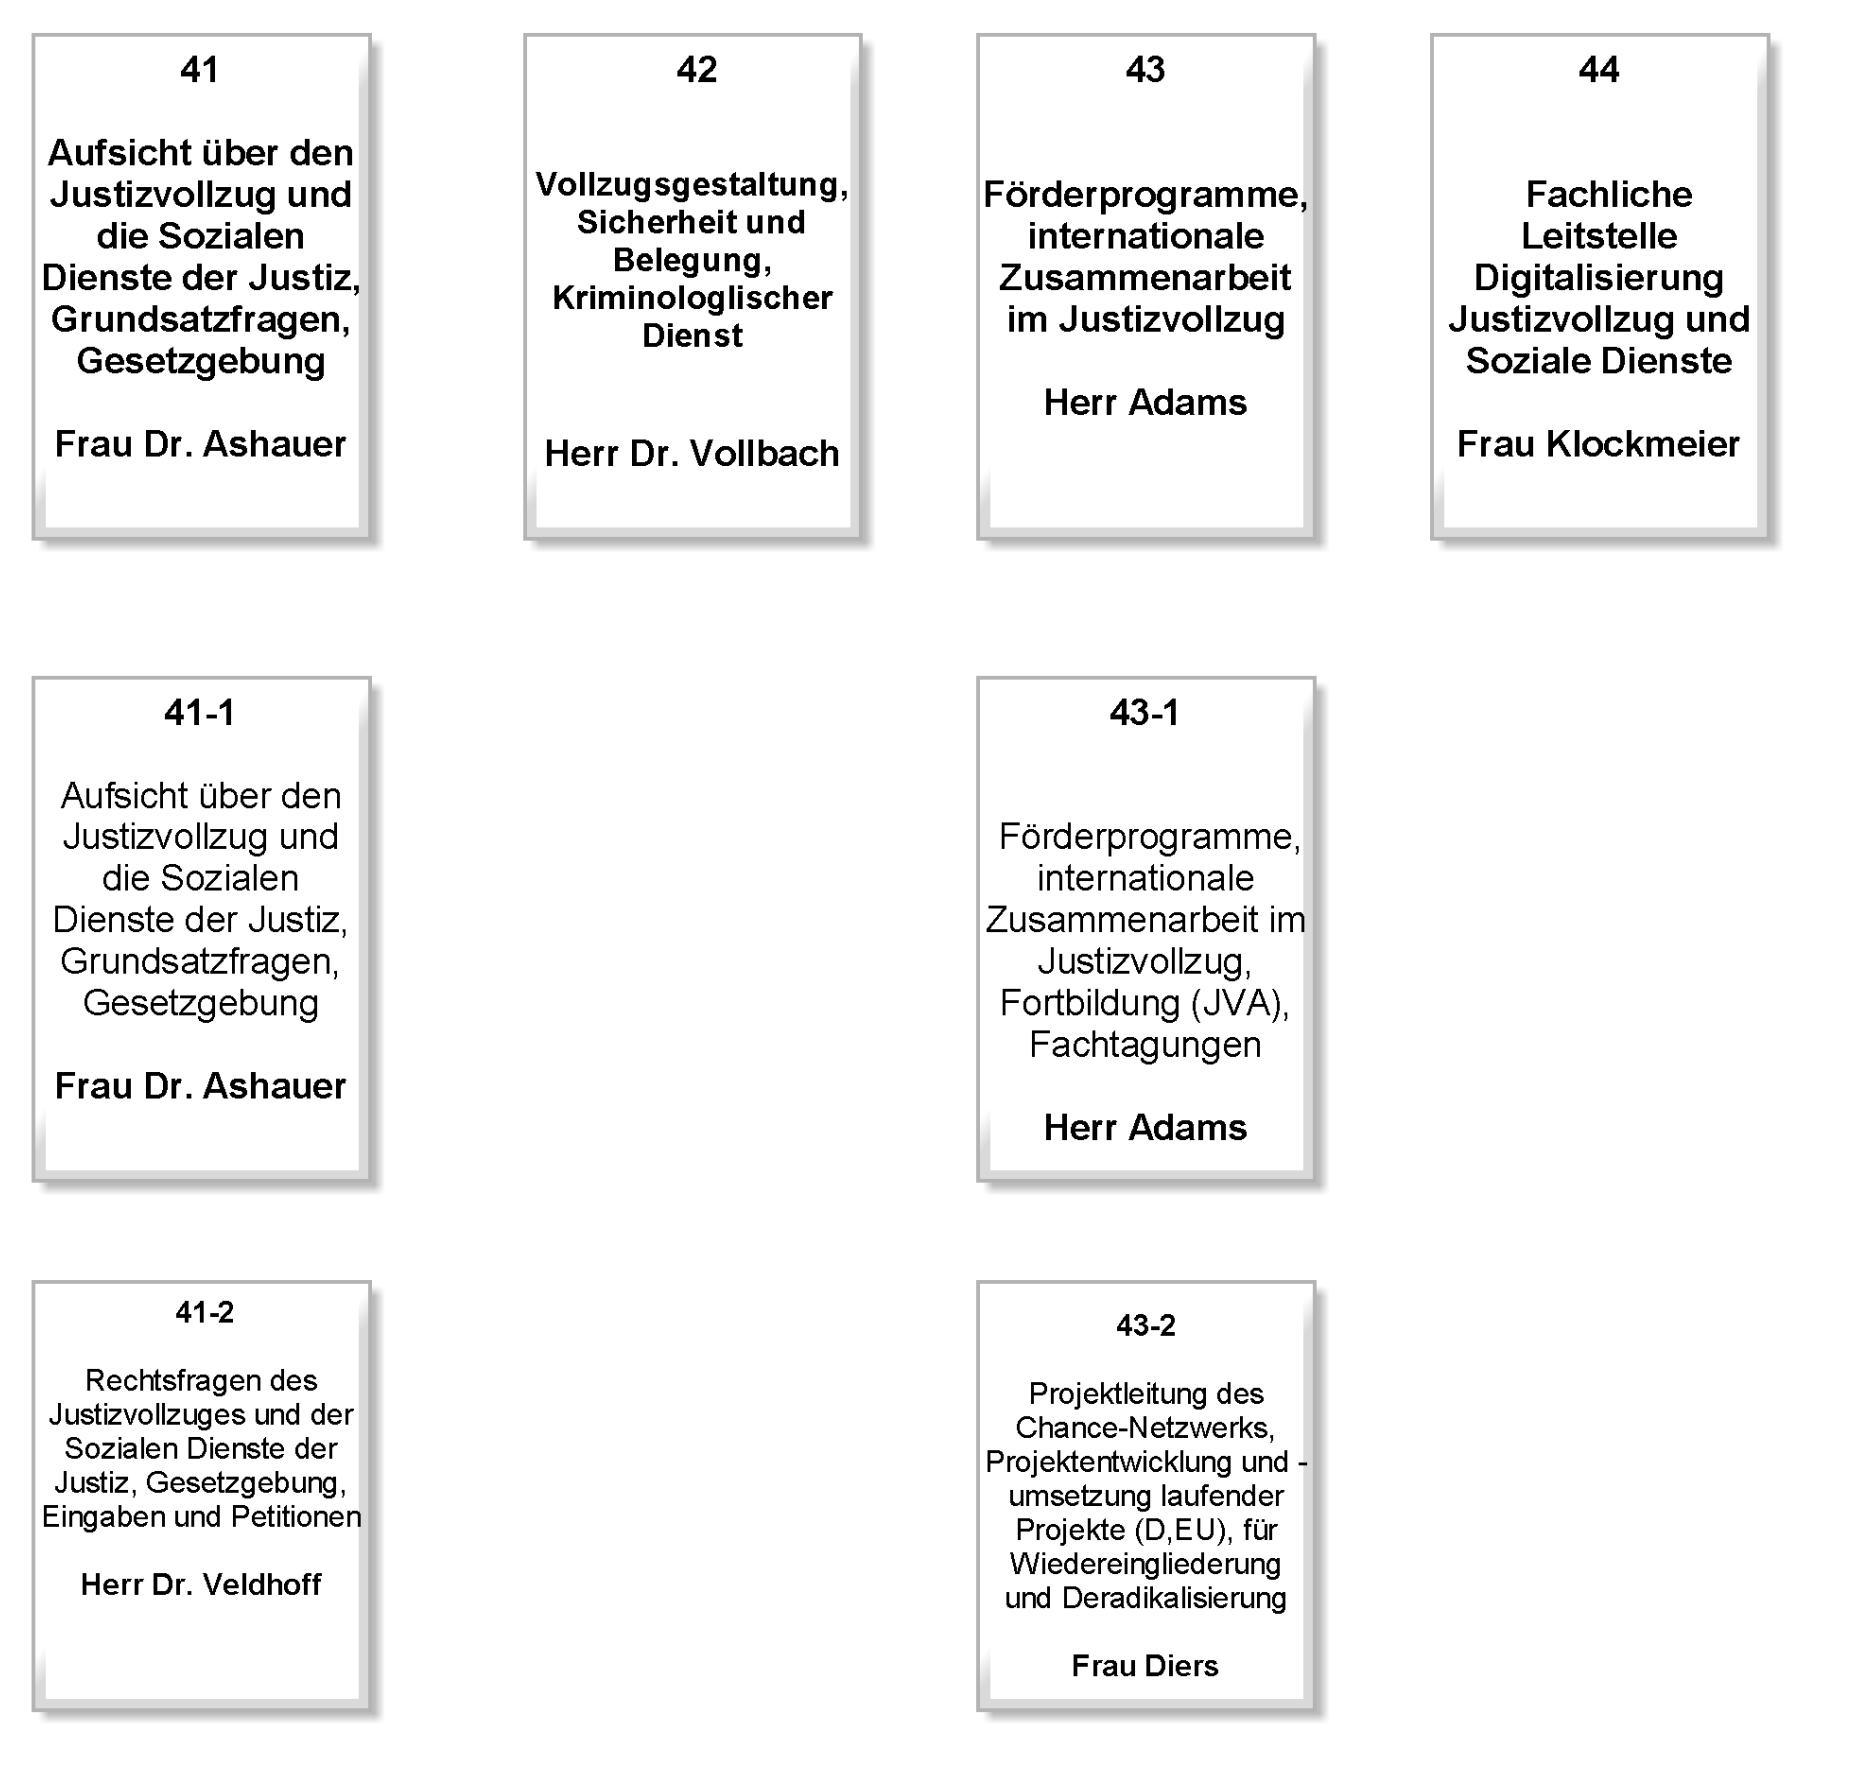 41
Aufsicht über den
Justizvollzug und
die Sozialen
Dienste der Justiz,
Grundsatzfragen,
Gesetzgebung
Frau Dr. Ashauer
42
Vollzugsgestaltung,
Sicherheit und
Belegung,
Kriminologlischer
Dienst
Herr Dr. Vollbach
43
Förderprogramme,
internationale
Zusammenarbeit
im Justizvollzug
Herr Adams
44
Fachliche
Leitstelle
Digitalisierung
Justizvollzug und
Soziale Dienste
Frau Klockmeier
41-1
Aufsicht über den
Justizvollzug und
die Sozialen
Dienste der Justiz,
Grundsatzfragen,
Gesetzgebung
Frau Dr. Ashauer
43-1
Förderprogramme,
internationale
Zusammenarbeit im
Justizvollzug,
Fortbildung (JVA),
Fachtagungen
Herr Adams
41-2
Rechtsfragen des
Justizvollzuges und der
Sozialen Dienste der
Justiz, Gesetzgebung,
Eingaben und Petitionen
Herr Dr. Veldhoff
43-2
Projektleitung des
Chance-Netzwerks,
Projektentwicklung und -
umsetzung laufender
Projekte (D,EU), für
Wiedereingliederung
und Deradikalisierung
Frau Diers